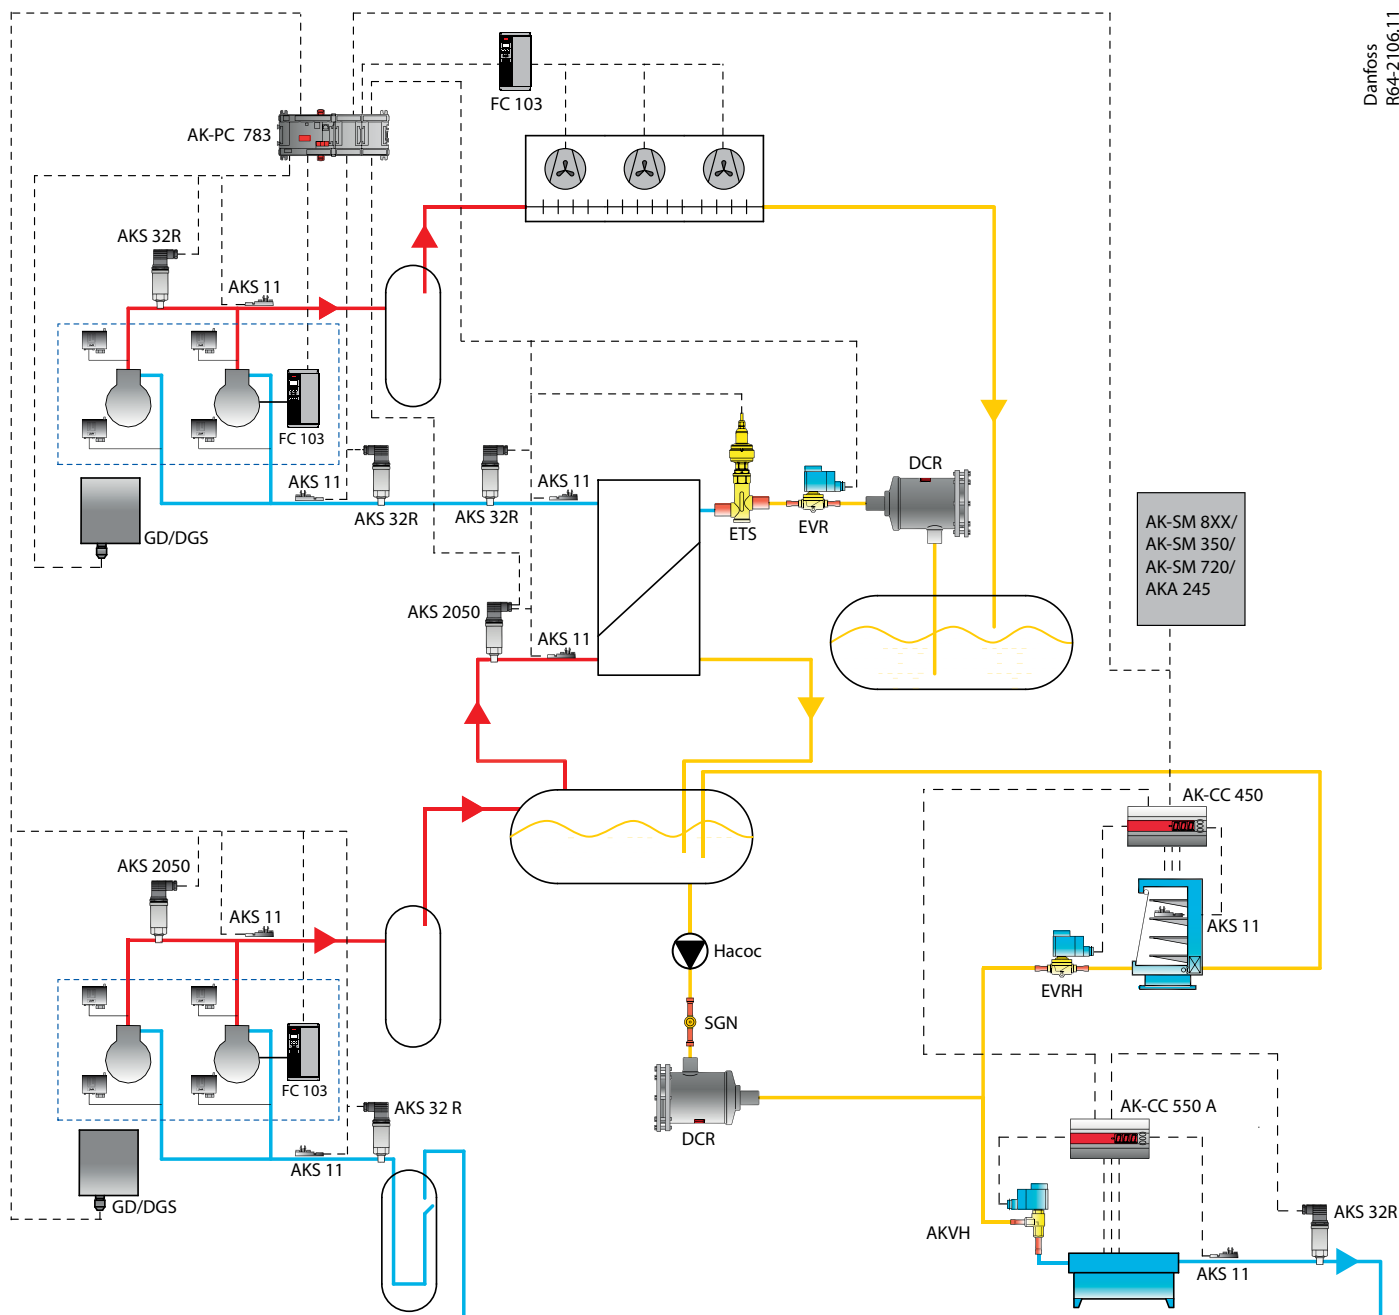 Danfoss
R64-2106.11
FC 103
AK-PC 783
AKS 32R
AKS 11
FC 103
AKS 11
AKS 32R
AKS 32R
AKS 11
GD/DGS
ETS
EVR
DCR
AK-SM 8XX/
AK-SM 350/
AK-SM 720/
AKA 245
AKS 2050
AKS 11
AK-CC 450
AKS 2050
AKS 11
AKS 11
Насос
EVRH
SGN
FC 103
AKS 32 R
AK-CC 550 A
DCR
AKS 11
GD/DGS
AKVH
AKS 11
AKS 32R